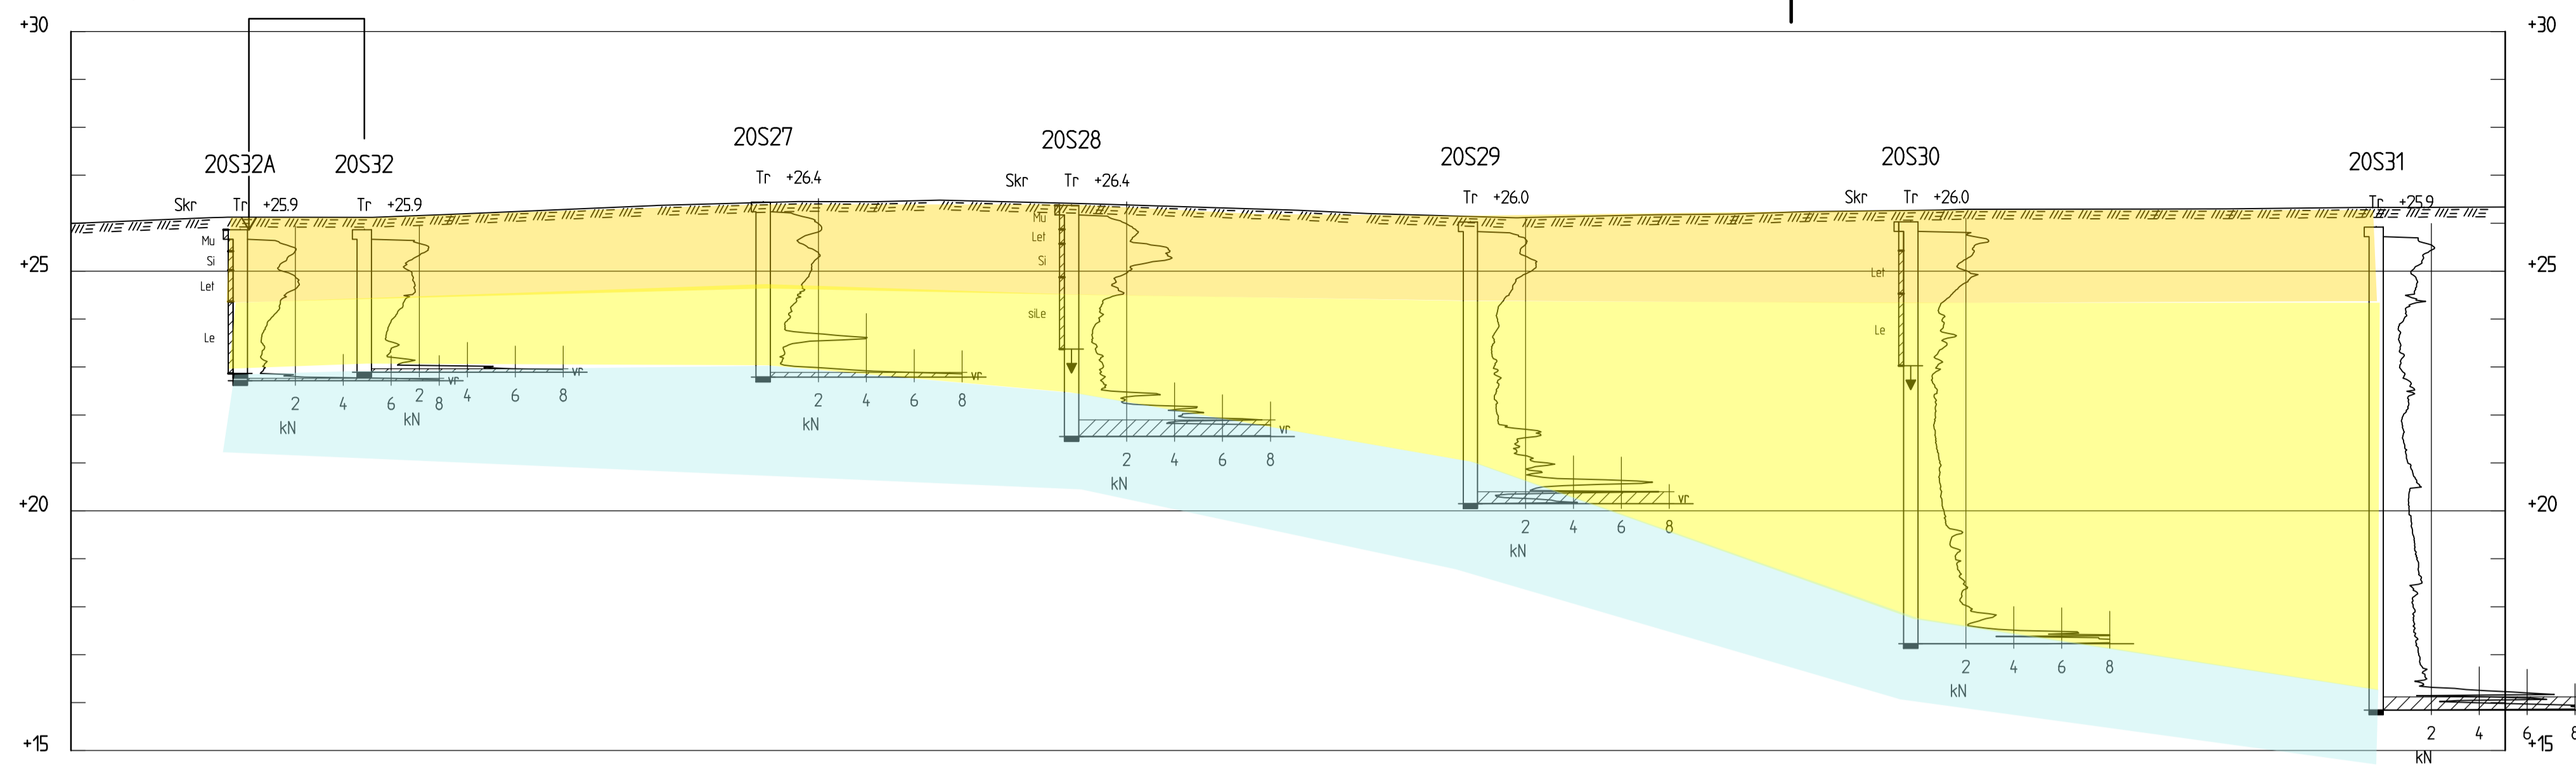 +30 +30
20S27 20S28
20S32A 20S32 20S29 20S30 20S31
Tr +26.4 Skr Tr +26.4
Skr Tr +25.9 Tr +25.9 Tr +26.0 Skr Tr +26.0 Tr +25.9
Mu
Mu Let
Si Si
+25 +25
Let Let
siLe
Le Le
vr vr vr
2 4 6 8 2 4 6 8 2 4 6 8
kN kN kN
vr
2 4 6 8
kN
+20 vr +20
2 4 6 8
kN
2 4 6 8
kN
+15 2 4 6 8 +15
kN